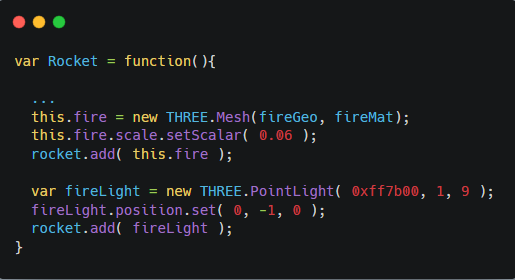 var Rocket = function(){
...
this.fire = new THREE.Mesh(fireGeo, fireMat);
this.fire.scale.setScalar( 0.06 );
rocket.add( this.fire );
var fireLight = new THREE.PointLight( 0xff7b00, 1, 9 );
fireLight.position.set( 0, -1, 0 );
rocket.add( fireLight );
}